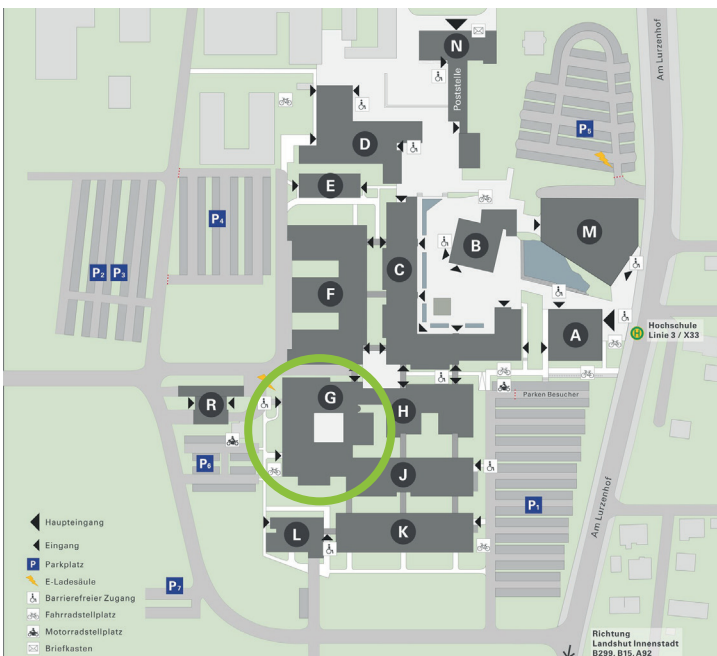 N
Poststelle
Am Lurzenhof
P5
D
E
P4
B
M
C
P2 P3
F
A
H
Hochschule
Linie 3 / X33
G
R
H
Parken Besucher
P6
J
P1
Am Lurzenhof
L
K
Haupteingang
Eingang
P Parkplatz
E-Ladesäule
Barrierefreier Zugang
Fahrradstellplatz
Motorradstellplatz
Briefkasten
P7
Richtung
Landshut Innenstadt
B299, B15, A92